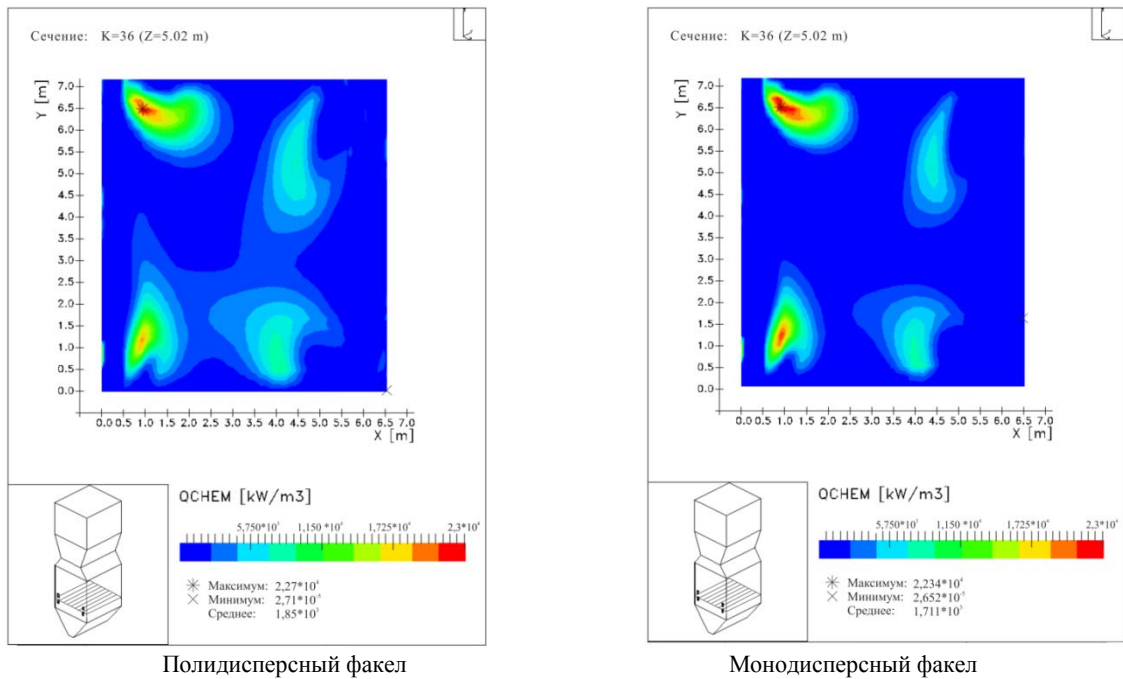 Сечение: K=36 (Z=5.02 m)
Y [m]
7.0
6.5
6.0
5.5
5.0
4.5
4.0
3.5
3.0
2.5
2.0
1.5
1.0
0.5
0.0
0.0 0.5 1.0 1.5 2.0 2.5 3.0 3.5 4.0 4.5 5.0 5.5 6.0 6.5 7.0
X [m]
QCHEM [kW/m3]
5,750*10³ 1,150*10⁴ 1,725*10⁴ 2,3*10⁴
Максимум: 2,27*10⁴
Минимум: 2,71*10⁻⁵
Среднее: 1,85*10³
Полидисперсный факел
Сечение: K=36 (Z=5.02 m)
Y [m]
7.0
6.5
6.0
5.5
5.0
4.5
4.0
3.5
3.0
2.5
2.0
1.5
1.0
0.5
0.0
0.0 0.5 1.0 1.5 2.0 2.5 3.0 3.5 4.0 4.5 5.0 5.5 6.0 6.5 7.0
X [m]
QCHEM [kW/m3]
5,750*10³ 1,150*10⁴ 1,725*10⁴ 2,3*10⁴
Максимум: 2,234*10⁴
Минимум: 2,652*10⁻⁵
Среднее: 1,711*10³
Монодисперсный факел